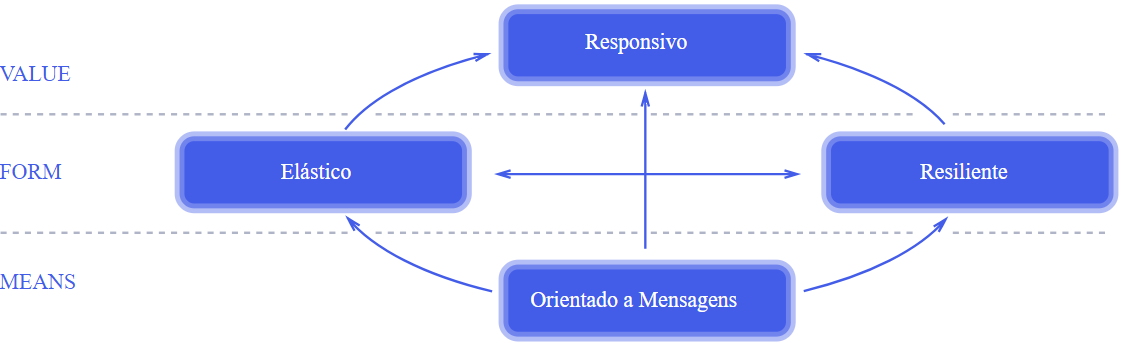 Responsivo
VALUE
FORM
Elástico
Resiliente
MEANS
Orientado a Mensagens